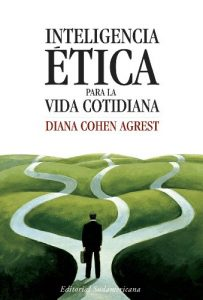 INTELIGENCIA
ÉTICA
PARA LA
VIDA COTIDIANA
DIANA COHEN AGREST
Editorial Sudamericana